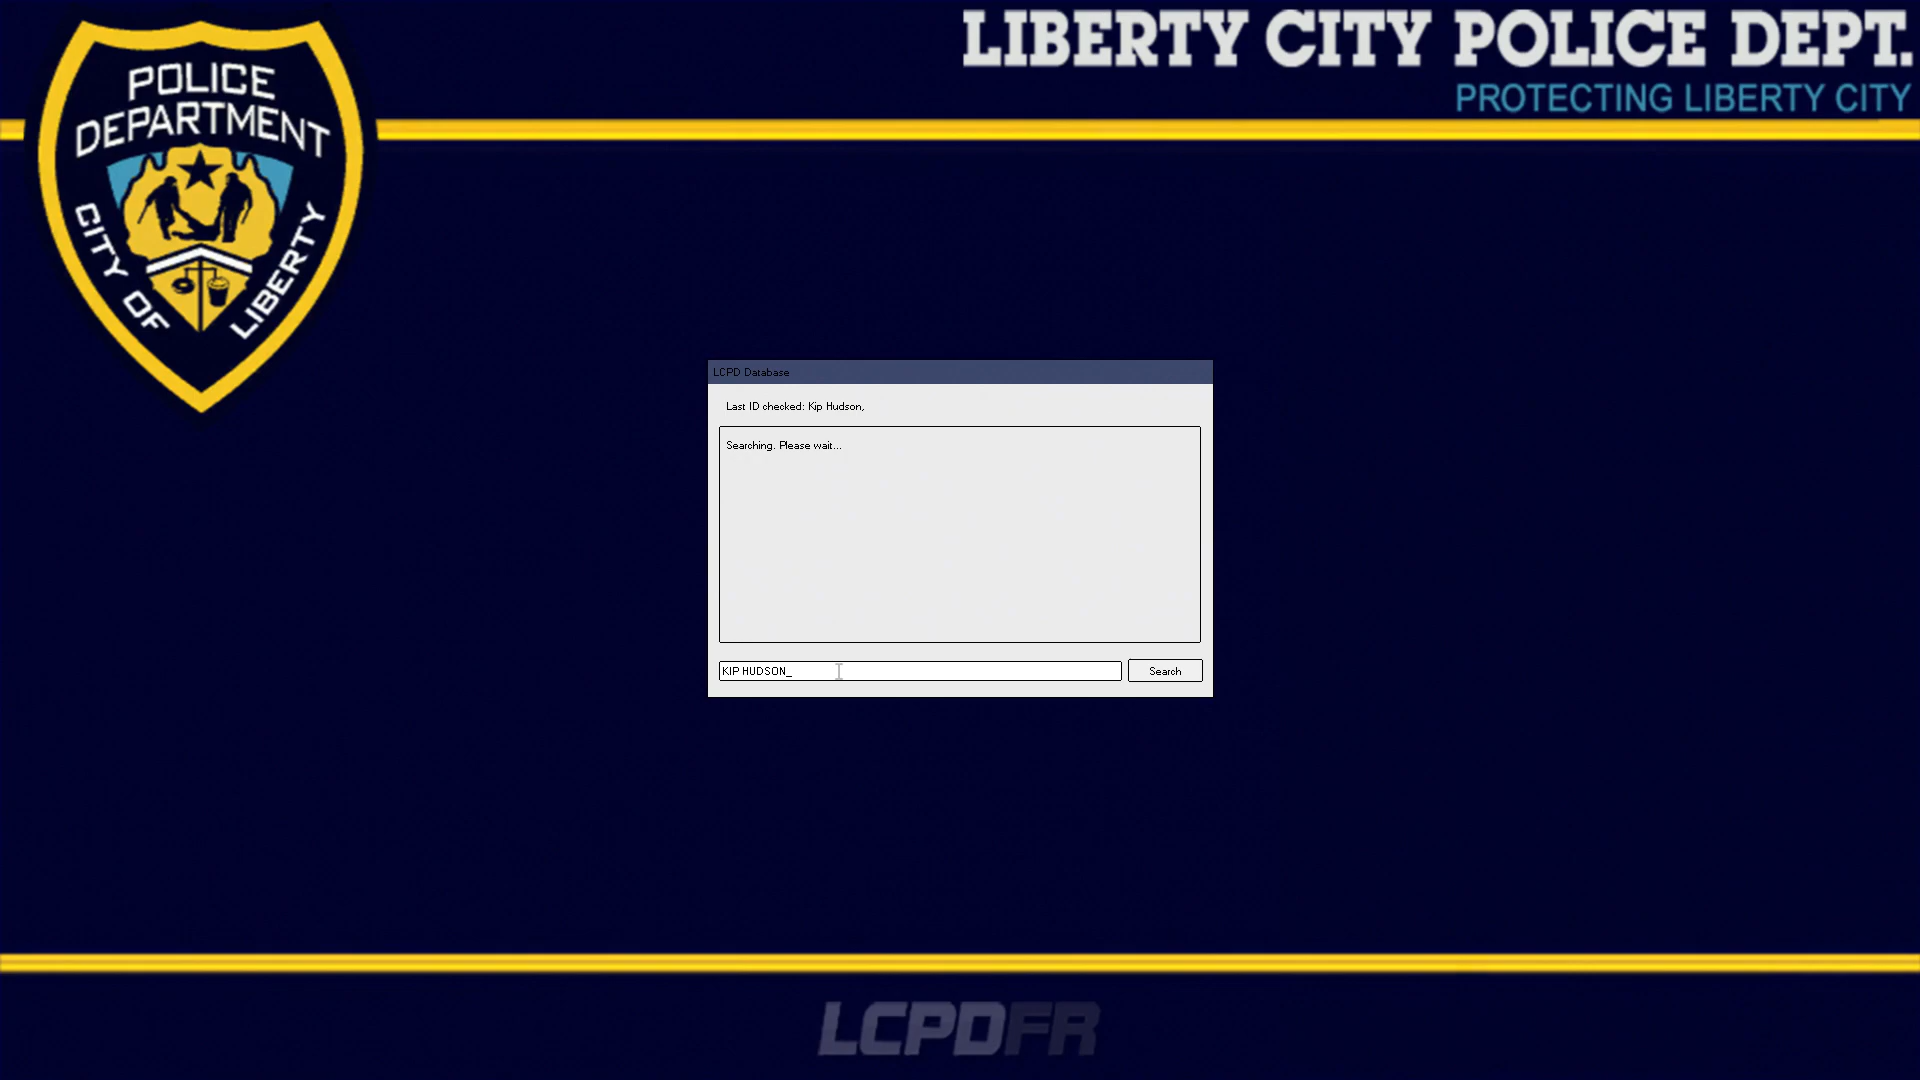 POLICE
DEPARTMENT
CITY OF LIBERTY
LIBERTY CITY POLICE DEPT.
PROTECTING LIBERTY CITY
LCPD Database
Last ID checked: Kip Hudson,
Searching. Please wait...
KIP HUDSON_
Search
LCPDFR